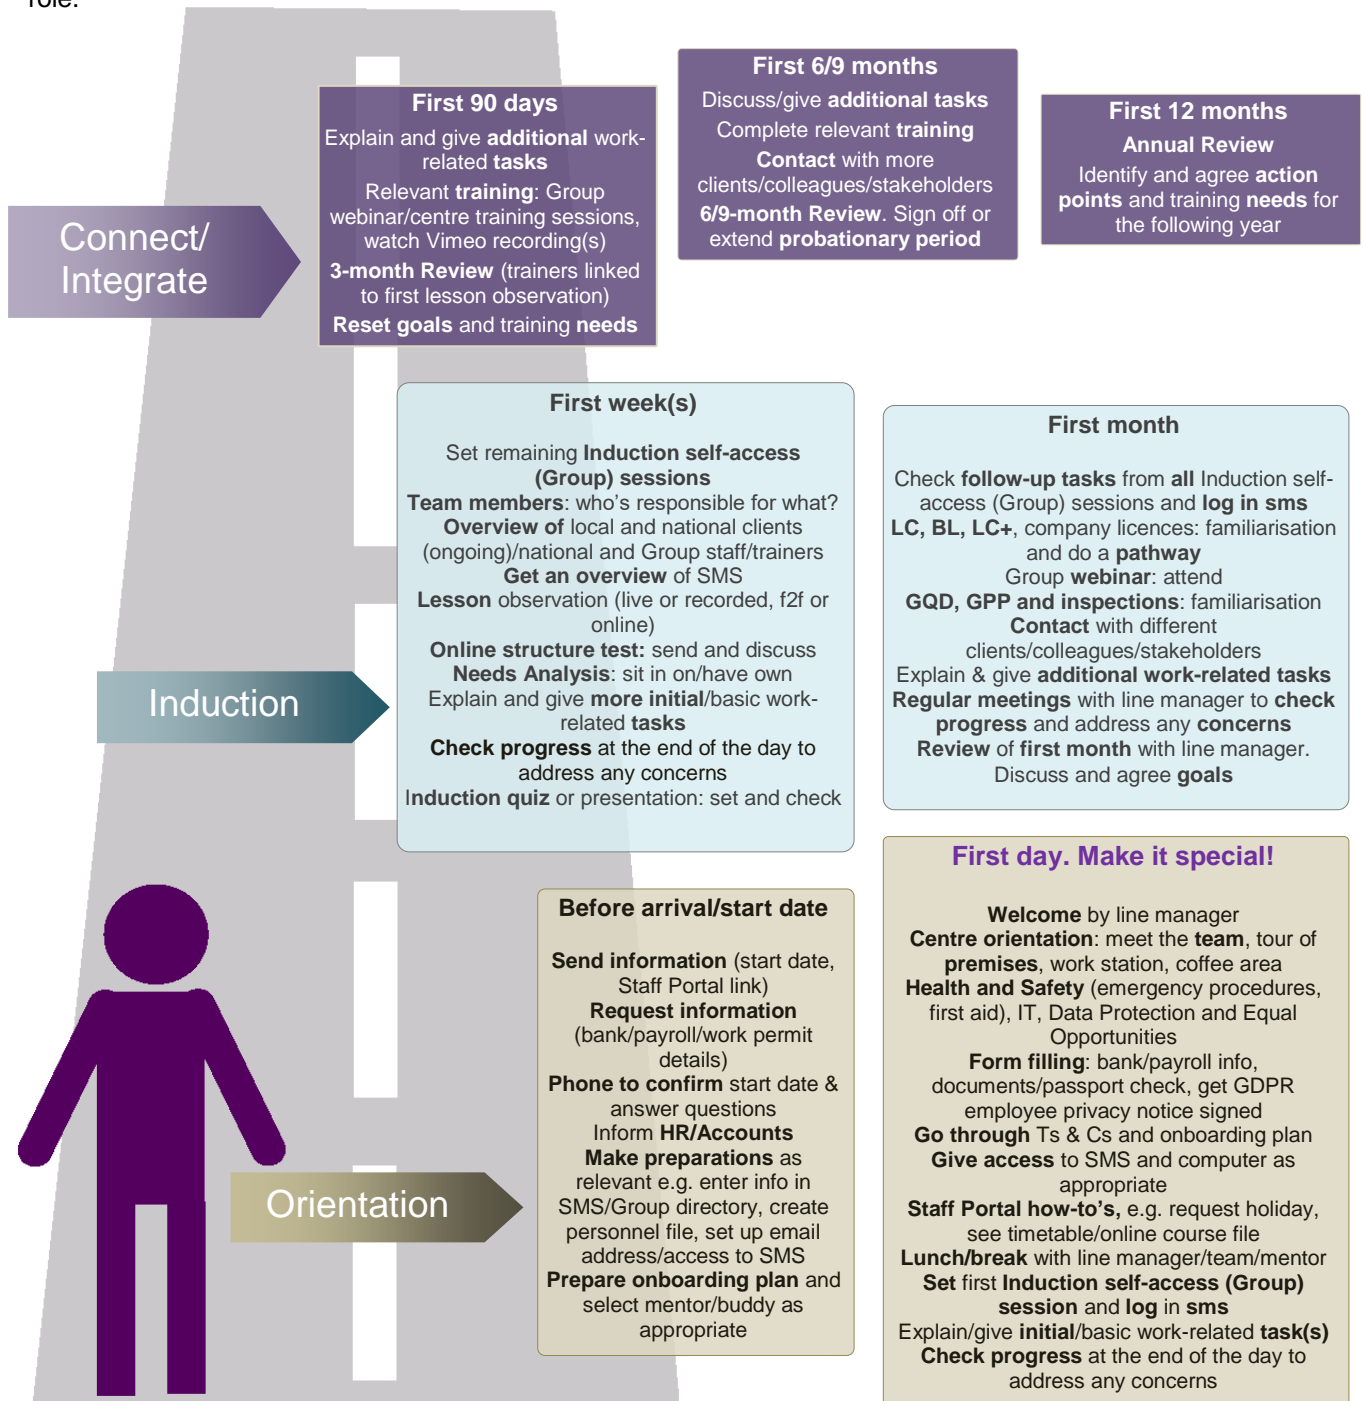 role.
First 90 days
Explain and give additional work-
related tasks
Relevant training: Group
webinar/centre training sessions,
watch Vimeo recording(s)
3-month Review (trainers linked
to first lesson observation)
Reset goals and training needs
First 6/9 months
Discuss/give additional tasks
Complete relevant training
Contact with more
clients/colleagues/stakeholders
6/9-month Review. Sign off or
extend probationary period
First 12 months
Annual Review
Identify and agree action
points and training needs for
the following year
Connect/
Integrate
First week(s)
Set remaining Induction self-access
(Group) sessions
Team members: who's responsible for what?
Overview of local and national clients
(ongoing)/national and Group staff/trainers
Get an overview of SMS
Lesson observation (live or recorded, f2f or
online)
Online structure test: send and discuss
Needs Analysis: sit in on/have own
Explain and give more initial/basic work-
related tasks
Check progress at the end of the day to
address any concerns
Induction quiz or presentation: set and check
First month
Check follow-up tasks from all Induction self-
access (Group) sessions and log in sms
LC, BL, LC+, company licences: familiarisation
and do a pathway
Group webinar: attend
GQD, GPP and inspections: familiarisation
Contact with different
clients/colleagues/stakeholders
Explain & give additional work-related tasks
Regular meetings with line manager to check
progress and address any concerns
Review of first month with line manager.
Discuss and agree goals
Induction
Before arrival/start date
Send information (start date,
Staff Portal link)
Request information
(bank/payroll/work permit
details)
Phone to confirm start date &
answer questions
Inform HR/Accounts
Make preparations as
relevant e.g. enter info in
SMS/Group directory, create
personnel file, set up email
address/access to SMS
Prepare onboarding plan and
select mentor/buddy as
appropriate
First day. Make it special!
Welcome by line manager
Centre orientation: meet the team, tour of
premises, work station, coffee area
Health and Safety (emergency procedures,
first aid), IT, Data Protection and Equal
Opportunities
Form filling: bank/payroll info,
documents/passport check, get GDPR
employee privacy notice signed
Go through Ts & Cs and onboarding plan
Give access to SMS and computer as
appropriate
Staff Portal how-to's, e.g. request holiday,
see timetable/online course file
Lunch/break with line manager/team/mentor
Set first Induction self-access (Group)
session and log in sms
Explain/give initial/basic work-related task(s)
Check progress at the end of the day to
address any concerns
Orientation